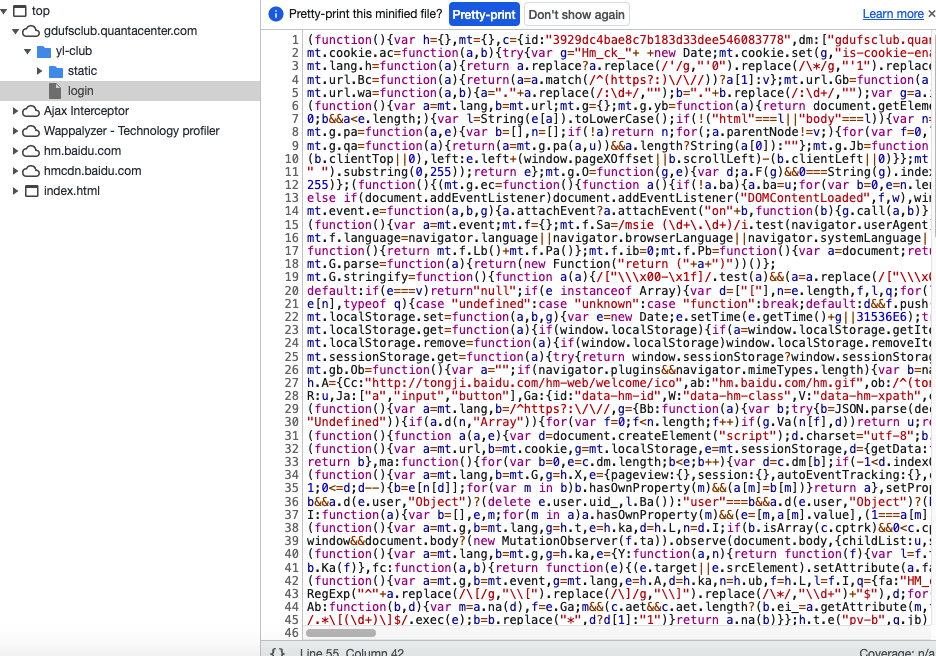 top
gdufsclub.quantacenter.com
yl-club
static
login
Ajax Interceptor
Wappalyzer - Technology profiler
hm.baidu.com
hmcdn.baidu.com
index.html
Pretty-print this minified file? Pretty-print Don't show again Learn more ×
1 (function(){var h={},mt={},c={id:"3929dc4bae8c7b183d33dee546083778",dm:["gdufsclub.quan
2 mt.cookie.ac=function(a,b){try{var g="Hm_ck_"+ +new Date;mt.cookie.set(g,"is-cookie-ena
3 mt.lang.h=function(a){return a.replace?a.replace(/'/g,"'0").replace(/\*/g,"'1").replace
4 mt.url.Bc=function(a){return(a=a.match(/^(https?:)\/\//))?a[1]:v};mt.url.Gb=function(a
5 mt.url.wa=function(a,b){a="."+a.replace(/:\d+/,"");b="."+b.replace(/:\d+/,"");var g=a.i
6 (function(){var a=mt.lang,b=mt.url;mt.g={};mt.g.yb=function(a){return document.getEleme
7 0;b&&a<e.length;){var l=String(e[a]).toLowerCase();if(!("html"===l||"body"===l)){var n=
8 mt.g.pa=function(a,e){var b=[],n=[];if(!a)return n;for(;a.parentNode!=v;){for(var f=0,
9 mt.g.qa=function(a){return(a=mt.g.pa(a,u))&&a.length?String(a[0]):""};mt.g.Jb=function
10 (b.clientTop||0),left:e.left+(window.pageXOffset||b.scrollLeft)-(b.clientLeft||0)}};mt
11 " ").substring(0,255));return e};mt.g.O=function(g,e){var d;a.F(g)&&0===String(g).index
12 255)};(function(){(mt.g.ec=function(){function a(){if(!a.ba){a.ba=u;for(var b=0,e=n.len
13 else if(document.addEventListener)document.addEventListener("DOMContentLoaded",f,w),win
14 mt.event.e=function(a,b,g){a.attachEvent?a.attachEvent("on"+b,function(b){g.call(a,b)}
15 (function(){var a=mt.event;mt.f={};mt.f.Sa=/msie (\d+\.\d+)/i.test(navigator.userAgent)
16 mt.f.language=navigator.language||navigator.browserLanguage||navigator.systemLanguage||
17 function(){return mt.f.Lb()+mt.f.Pa()};mt.f.ib=0;mt.f.Pb=function(){var a=document;retu
18 mt.G.parse=function(a){return(new Function("return ("+a+")"))()};
19 mt.G.stringify=function(){function a(a){/["\\\x00-\x1f]/.test(a)&&(a=a.replace(/["\\\x0
20 default:if(e===v)return"null";if(e instanceof Array){var d=["["],n=e.length,f,l,q;for(l
21 e[n],typeof q){case "undefined":case "unknown":case "function":break;default:d&&f.push
22 mt.localStorage.set=function(a,b,g){var e=new Date;e.setTime(e.getTime()+g||31536E6);tr
23 mt.localStorage.get=function(a){if(window.localStorage){if(a=window.localStorage.getIte
24 mt.localStorage.remove=function(a){if(window.localStorage)window.localStorage.removeIte
25 mt.sessionStorage.get=function(a){try{return window.sessionStorage?window.sessionStorag
26 mt.gb.Ob=function(){var a="";if(navigator.plugins&&navigator.mimeTypes.length){var b=na
27 h.A={Cc:"http://tongji.baidu.com/hm-web/welcome/ico",ab:"hm.baidu.com/hm.gif",ob:/^(ton
28 R:u,Ja:["a","input","button"],Ga:{id:"data-hm-id",W:"data-hm-class",V:"data-hm-xpath",c
29 (function(){var a=mt.lang,b=/^https?:\/\//,g={Bb:function(a){var b;try{b=JSON.parse(dec
30 "Undefined")){if(a.d(n,"Array")){for(var f=0;f<n.length;f++)if(g.Va(n[f],d))return u;re
31 (function(){function a(a,e){var d=document.createElement("script");d.charset="utf-8";b.
32 (function(){var a=mt.url,b=mt.cookie,g=mt.localStorage,e=mt.sessionStorage,d={getData:f
33 return b},ma:function(){for(var b=0,e=c.dm.length;b<e;b++){var d=c.dm[b];if(-1<d.indexO
34 (function(){var a=mt.lang,b=mt.G,g=h.X,e={pageview:{},session:{},autoEventTracking:{},c
35 1;0<=d;d--){b=e[n[d]];for(var m in b)b.hasOwnProperty(m)&&(a[m]=b[m])}return a},setProp
36 b&&a.d(e.user,"Object")?(delete e.user.uid_,l.Ba()):"user"===b&&a.d(e.user,"Object")?(b
37 I:function(a){var b=[],e,m;for(m in a)a.hasOwnProperty(m)&&(e=[m,a[m].value],(1===a[m]
38 (function(){var a=mt.g,b=mt.lang,g=h.t,e=h.ka,d=h.L,n=d.I;if(b.isArray(c.cptrk)&&0<c.cp
39 window&&document.body?(new MutationObserver(f.ta)).observe(document.body,{childList:u,s
40 (function(){var a=mt.lang,b=mt.g,g=h.ka,e={Y:function(a,n){return function(f){var l=f.t
41 b.Ka(f)},fc:function(a,b){return function(e){(e.target||e.srcElement).setAttribute(a.fa
42 (function(){var a=mt.g,b=mt.event,g=mt.lang,e=h.A,d=h.ka,n=h.ub,f=h.L,l=f.I,q={fa:"HM_c
43 RegExp("^"+a.replace(/\[/g,"\\[").replace(/\]/g,"\\]").replace(/\*/,"\\d+")+"$"),d;for(
44 Ab:function(b,d){var m=a.na(d),f=e.Ga;m&&(c.aet&&c.aet.length?(b.ei_=a.getAttribute(m,f
45 /.*\[(\d+)\]$/.exec(e);b=b.replace("*",d?d[1]:"1")}return a.na(b)}};h.t.e("pv-b",q.jb)
46
{} Line 55, Column 42 Coverage: n/a